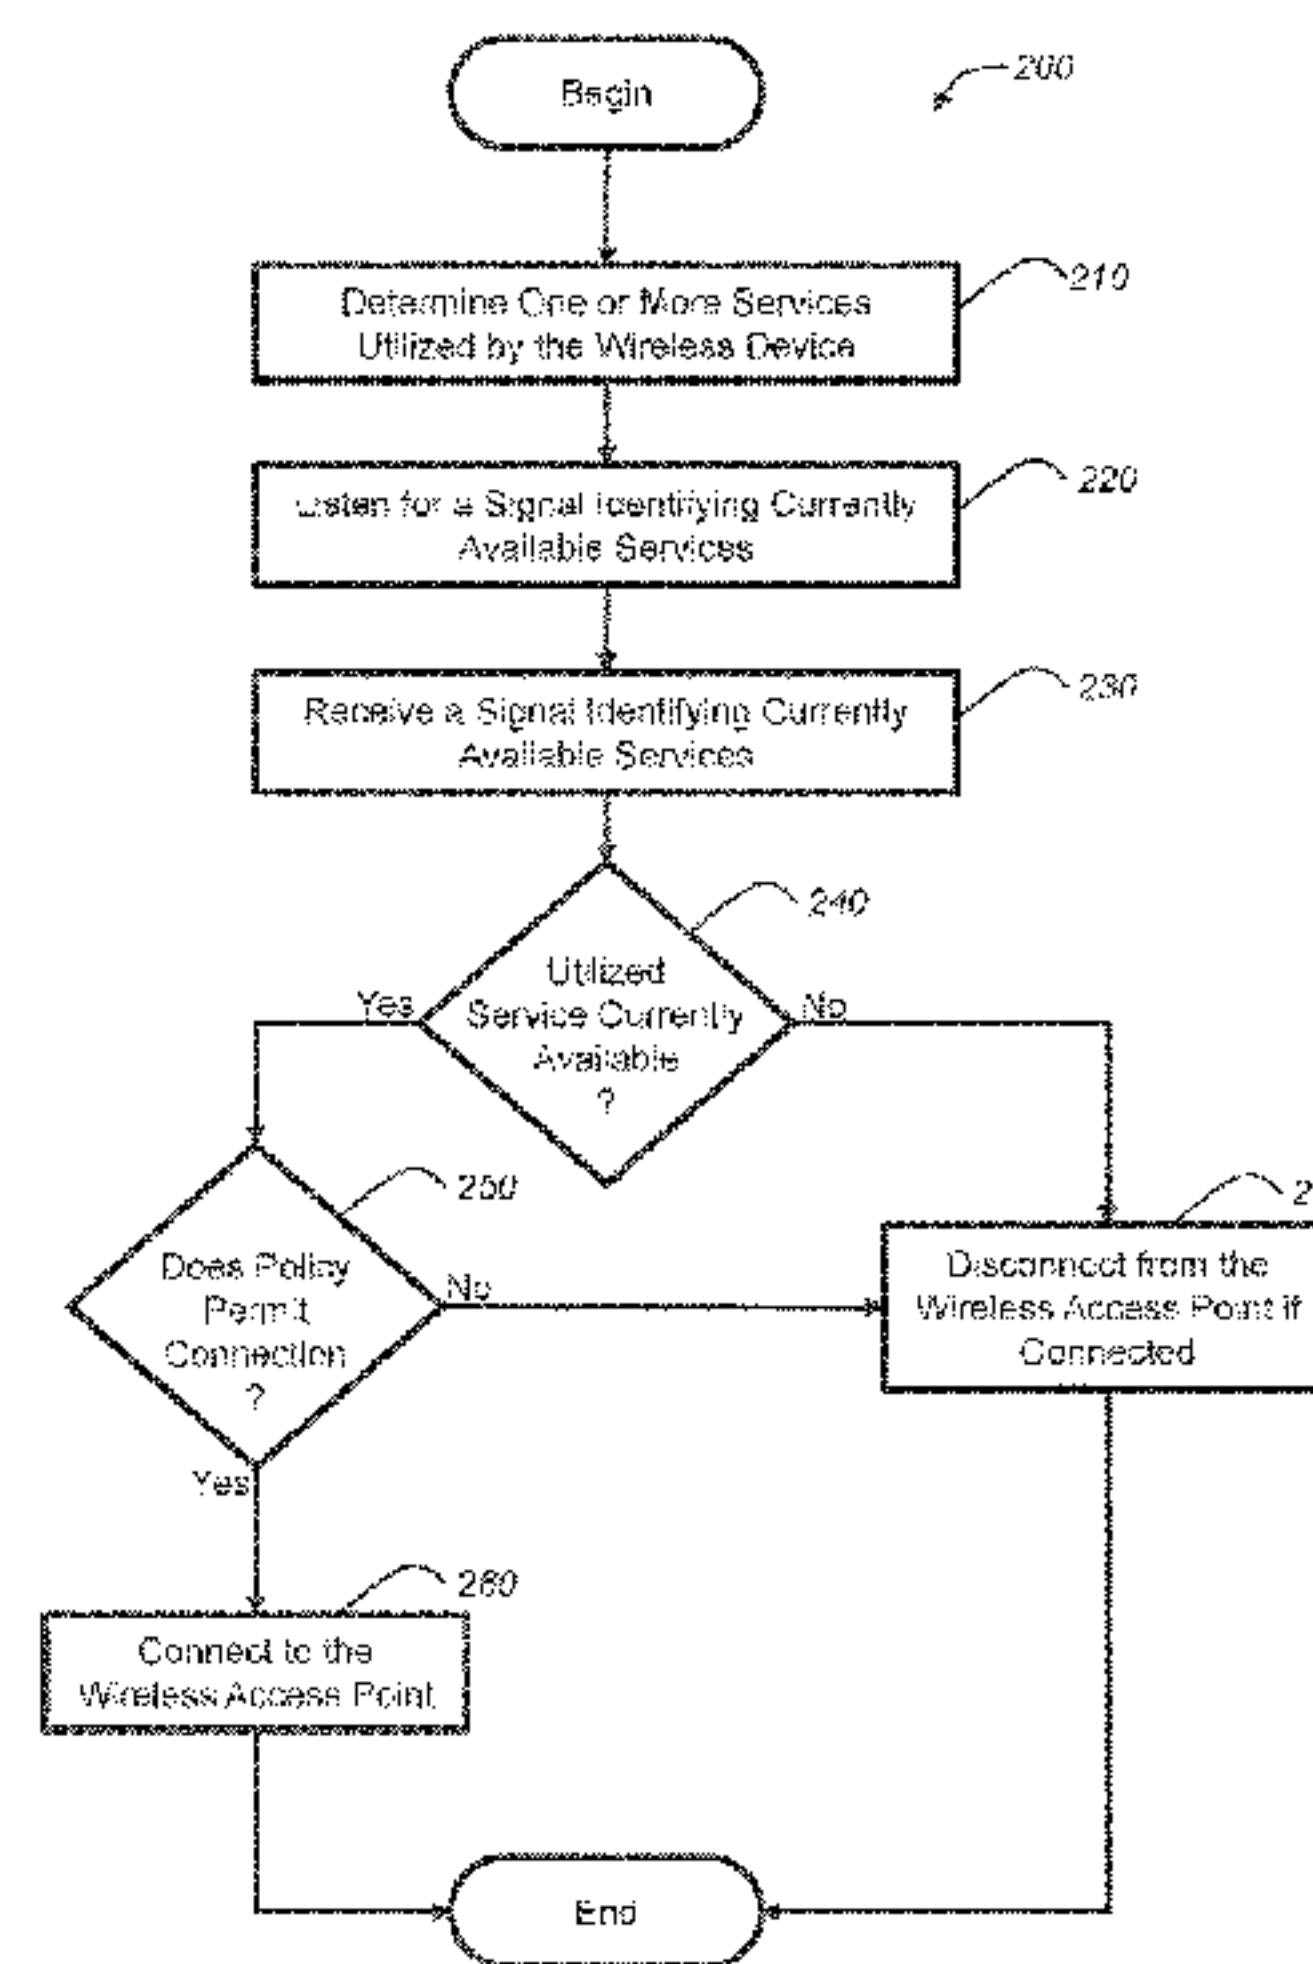 Begin
200
Determine One or More Services
Utilized by the Wireless Device
210
Listen for a Signal Identifying Currently
Available Services
220
Receive a Signal Identifying Currently
Available Services
230
240
Utilized
Service Currently
Available
?
Yes
No
250
Does Policy
Permit
Connection
?
No
Yes
2
Disconnect from the
Wireless Access Point if
Connected
260
Connect to the
Wireless Access Point
End